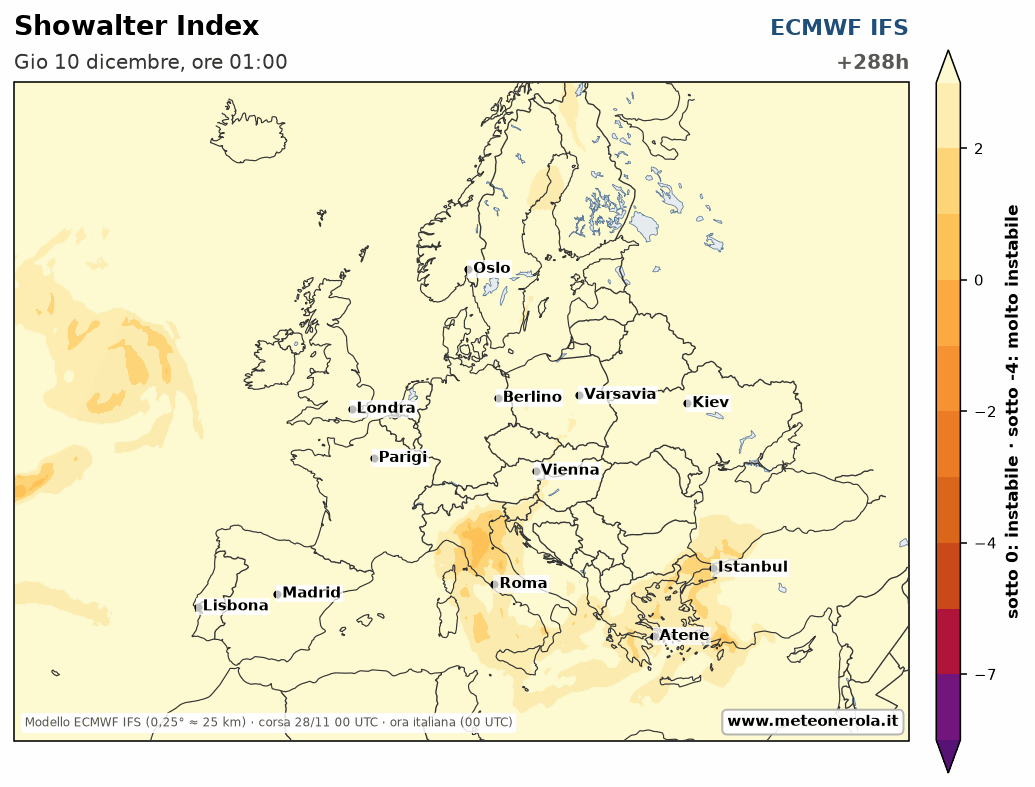 Showalter Index
ECMWF IFS
Gio 10 dicembre, ore 01:00
+288h
Oslo
Londra
Berlino
Varsavia
Kiev
Parigi
Vienna
Istanbul
Roma
Madrid
Lisbona
Atene
Modello ECMWF IFS (0,25° ≈ 25 km) · corsa 28/11 00 UTC · ora italiana (00 UTC)
www.meteonerola.it
2
0
−2
−4
−7
sotto 0: instabile · sotto -4: molto instabile